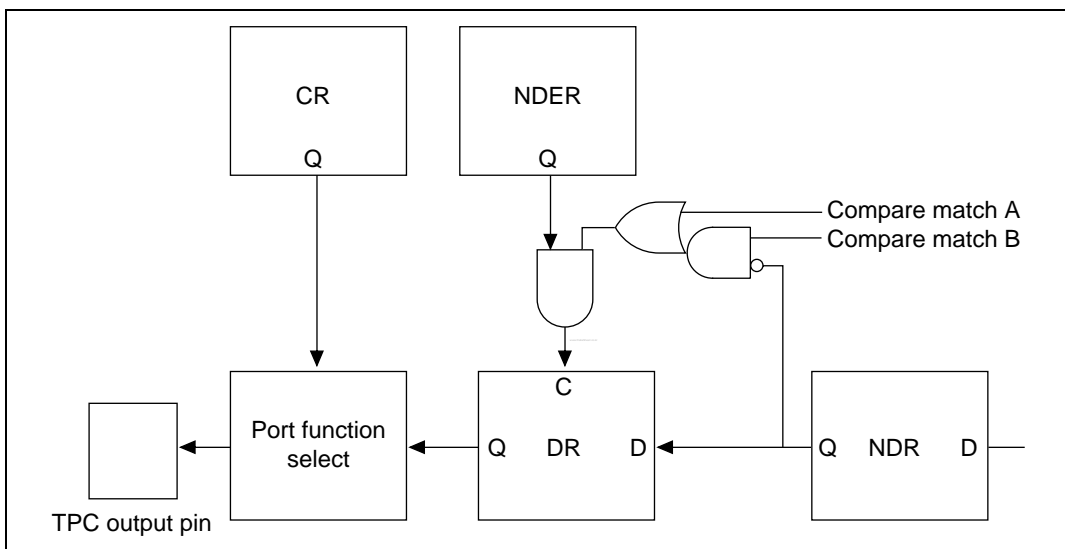 CR
NDER
Q
Q
Compare match A
Compare match B
C
Port function
select
Q
DR
D
Q
NDR
D
TPC output pin